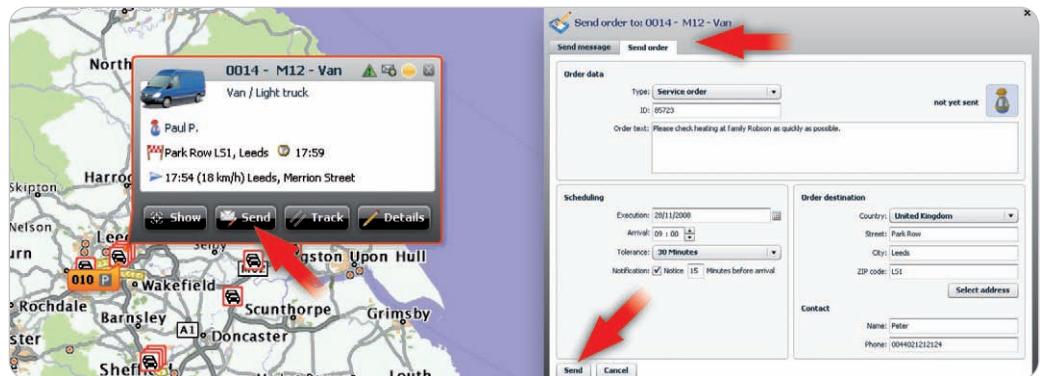 North
0014 - M12 - Van
Van / Light truck
Paul P.
Park Row LS1, Leeds 17:59
17:54 (18 km/h) Leeds, Merrion Street
Show Send Track Details
Skipton
Harrog
Nelson
urn
Lee
Selby
gston Upon Hull
010 P
Wakefield
Rochdale
Barnsley
Scunthorpe
Grimsby
ster
A1
Doncaster
Sheff
Louth
Send order to: 0014 - M12 - Van
Send message Send order
Order data
Type: Service order
ID: 85723
not yet sent
Order text: Please check heating at family Robson as quickly as possible.
Scheduling
Execution: 28/11/2008
Arrival: 09 : 00
Tolerance: 30 Minutes
Notification: Notice 15 Minutes before arrival
Order destination
Country: United Kingdom
Street: Park Row
City: Leeds
ZIP code: LS1
Select address
Contact
Name: Peter
Phone: 0044021212124
Send Cancel